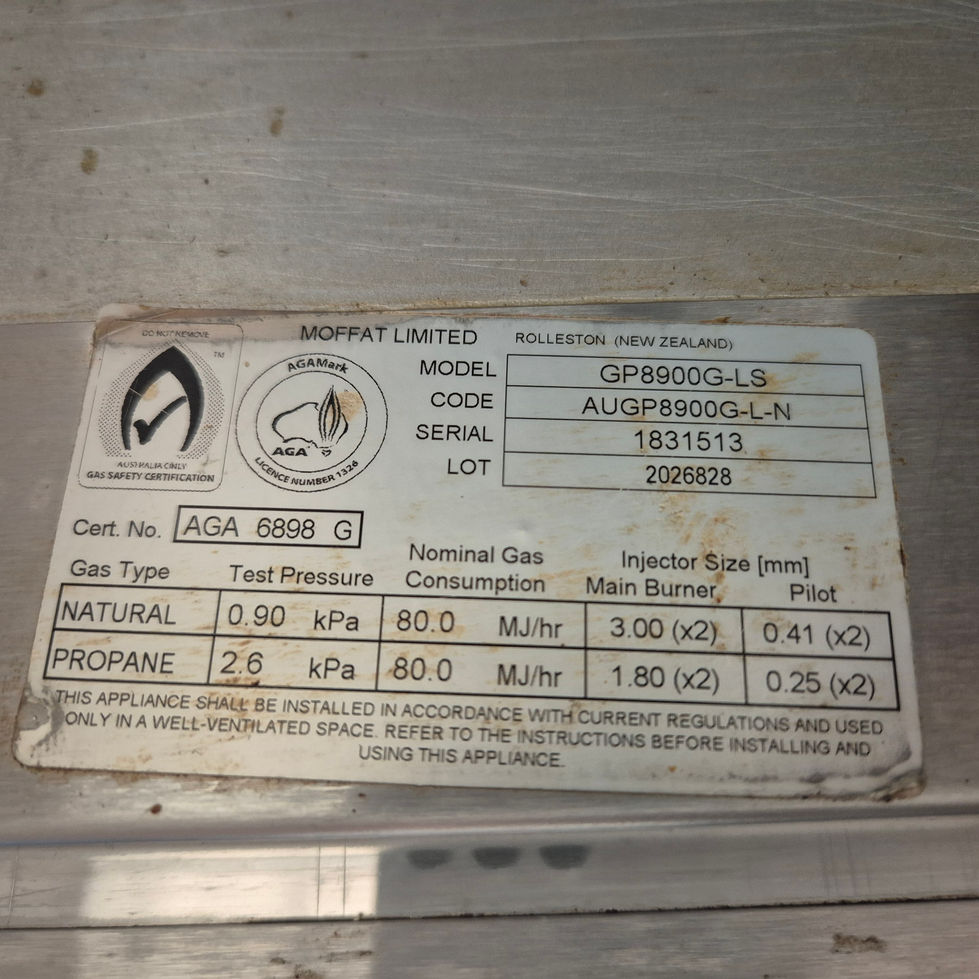 DO NOT REMOVE
TM
AUSTRALIA ONLY
GAS SAFETY CERTIFICATION
AGAMark
AGA
LICENCE NUMBER 1326
MOFFAT LIMITED ROLLESTON (NEW ZEALAND)
MODEL GP8900G-LS
CODE AUGP8900G-L-N
SERIAL 1831513
LOT 2026828
Cert. No. AGA 6898 G
Nominal Gas Injector Size [mm]
Gas Type Test Pressure Consumption Main Burner Pilot
NATURAL 0.90 kPa 80.0 MJ/hr 3.00 (x2) 0.41 (x2)
PROPANE 2.6 kPa 80.0 MJ/hr 1.80 (x2) 0.25 (x2)
THIS APPLIANCE SHALL BE INSTALLED IN ACCORDANCE WITH CURRENT REGULATIONS AND USED
ONLY IN A WELL-VENTILATED SPACE. REFER TO THE INSTRUCTIONS BEFORE INSTALLING AND
USING THIS APPLIANCE.